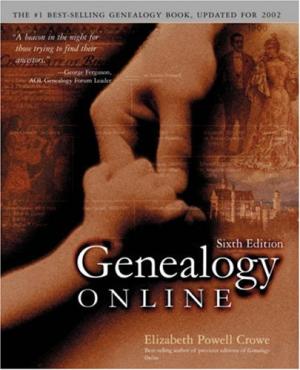 THE #1 BEST-SELLING GENEALOGY BOOK, UPDATED FOR 2002
"A beacon in the night for
those trying to find their
ancestors."
—George Ferguson,
AOL Genealogy Forum Leader
Sixth Edition
Genealogy
ONLINE
Elizabeth Powell Crowe
Best-selling author of previous editions of Genealogy
Online